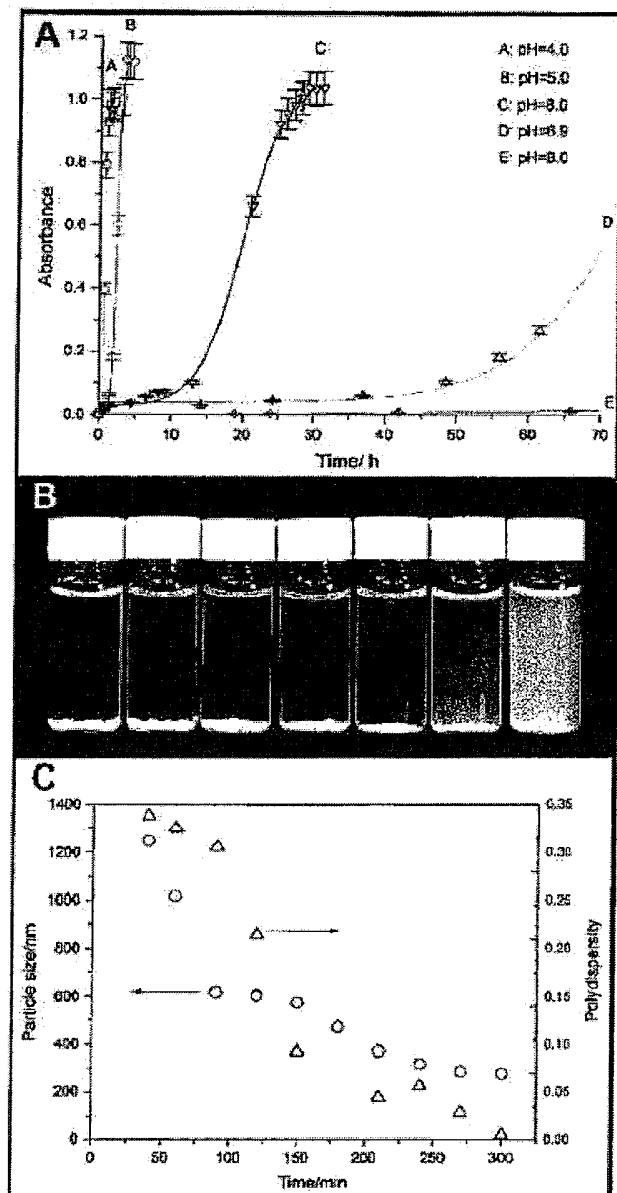 A
B
A
C
D
E
A: pH=4.0
B: pH=5.0
C: pH=6.0
D: pH=6.9
E: pH=8.0
Absorbance
1.2
1.0
0.8
0.6
0.4
0.2
0.0
0 10 20 30 40 50 60 70
Time/ h
B
C
Particle size/nm
1400
1200
1000
800
600
400
200
0
0.35
0.30
0.25
0.20
0.15
0.10
0.05
0.00
Polydispersity
0 50 100 150 200 250 300
Time/min